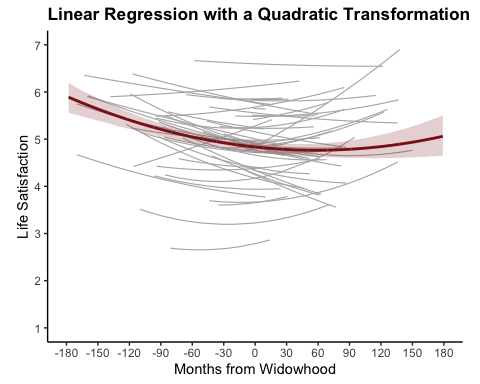 Linear Regression with a Quadratic Transformation
Life Satisfaction
7
6
5
4
3
2
1
-180 -150 -120 -90 -60 -30 0 30 60 90 120 150 180
Months from Widowhood